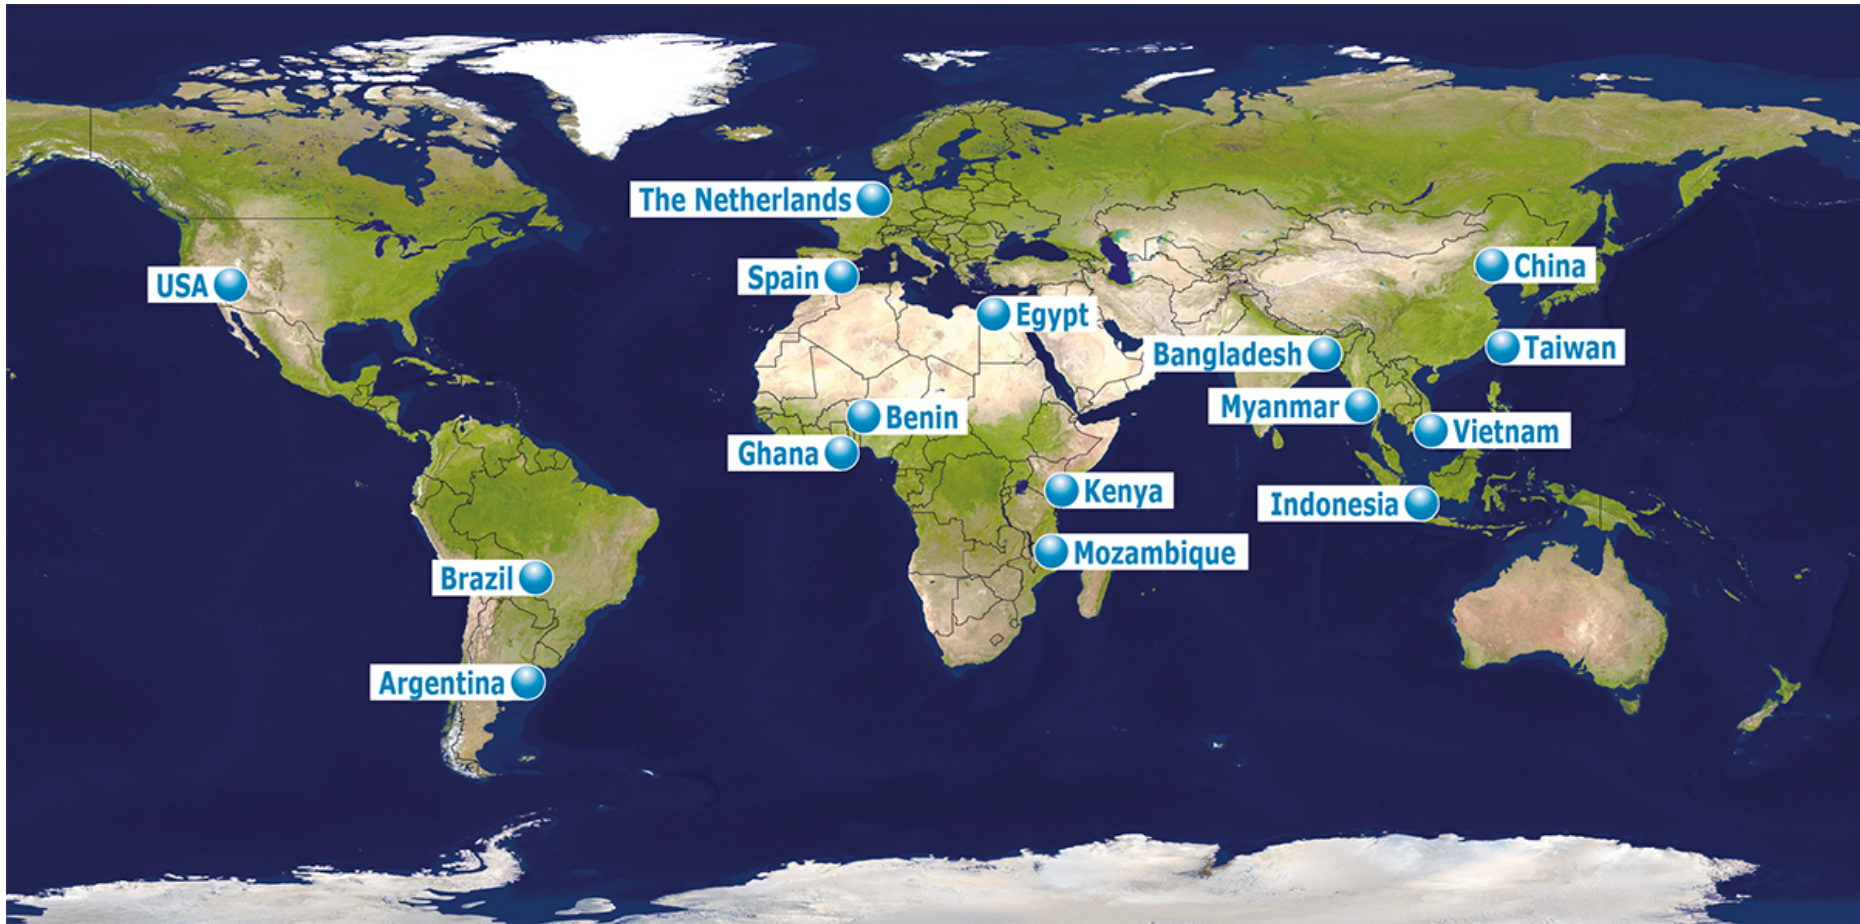 The Netherlands
China
Spain
USA
Egypt
Taiwan
Bangladesh
Myanmar
Benin
Vietnam
Ghana
Kenya
Indonesia
Mozambique
Brazil
Argentina